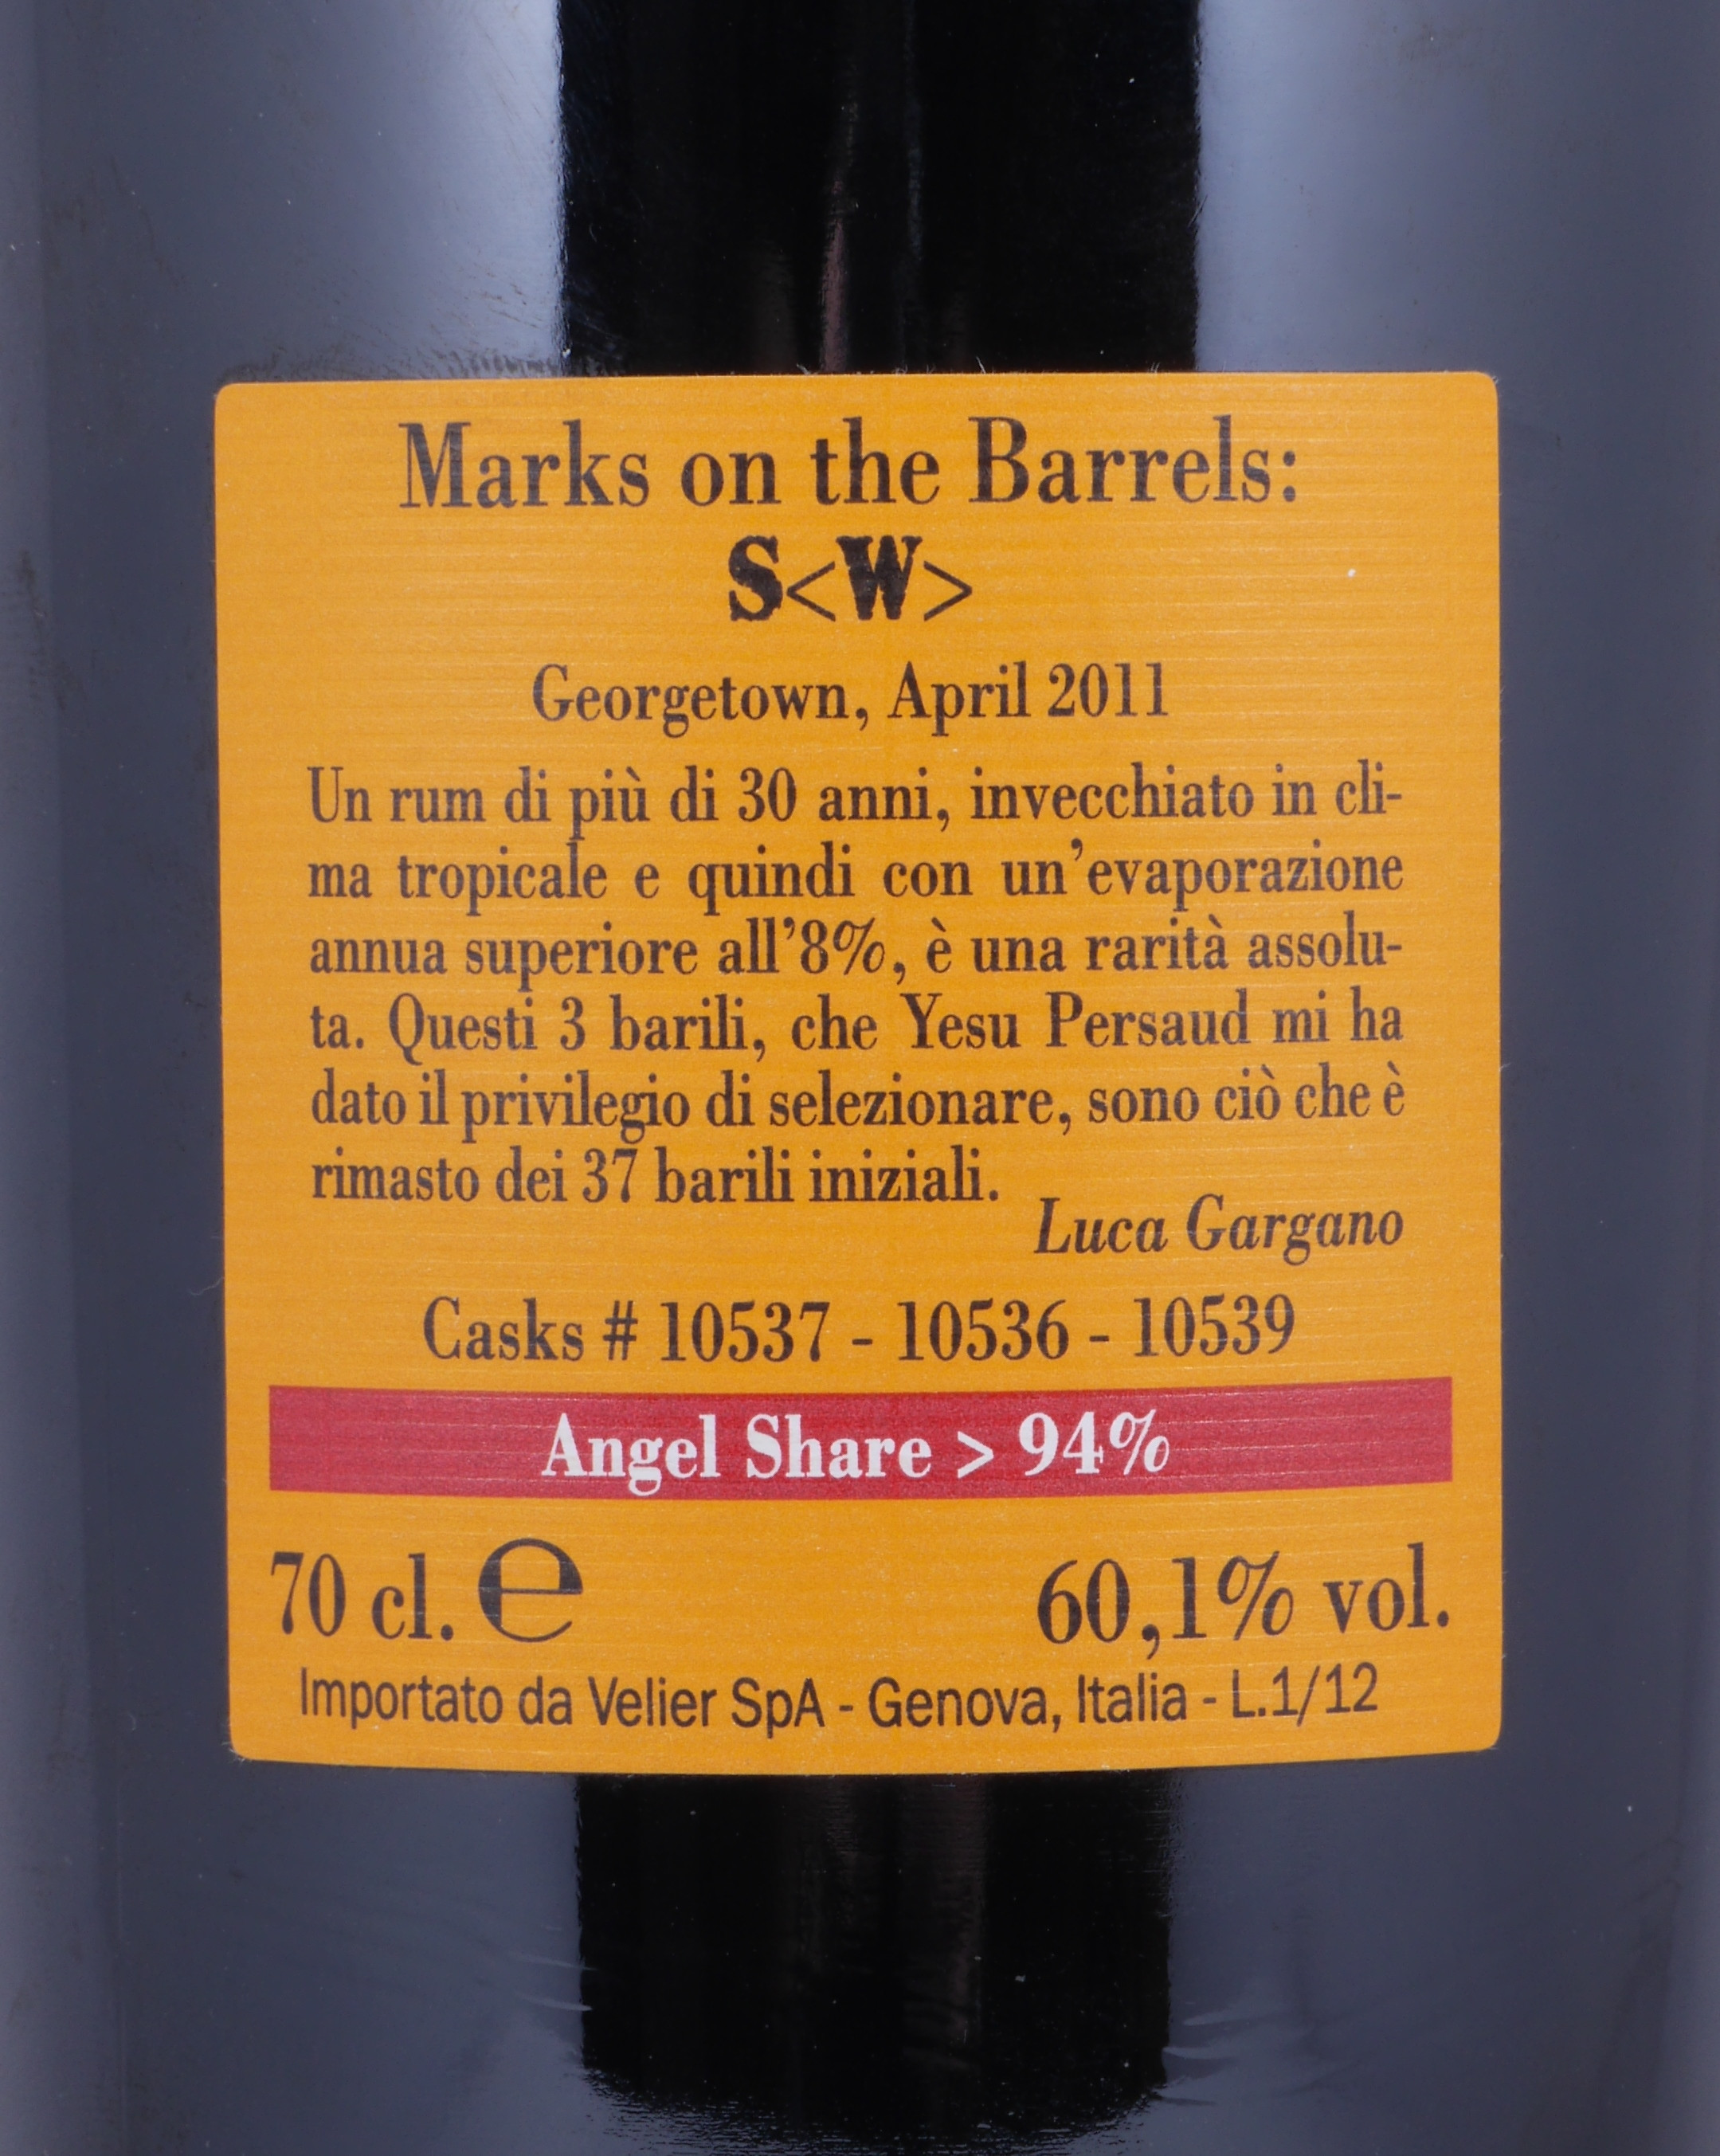 Marks on the Barrels:
S<W>
Georgetown, April 2011
Un rum di più di 30 anni, invecchiato in cli-
ma tropicale e quindi con un'evaporazione
annua superiore all'8%, è una rarità assolu-
ta. Questi 3 barili, che Yesu Persaud mi ha
dato il privilegio di selezionare, sono ciò che è
rimasto dei 37 barili iniziali.
Luca Gargano
Casks # 10537 - 10536 - 10539
Angel Share > 94%
70 cl. ℮ 60,1% vol.
Importato da Velier SpA - Genova, Italia - L.1/12